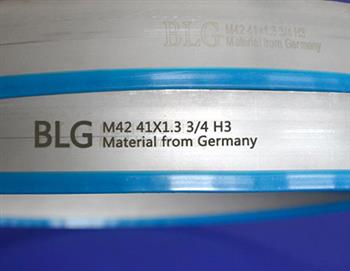 BLG M42 41x1.3 3/4 H3
Material from Germany
BLG M42 41X1.3 3/4 H3
Material from Germany